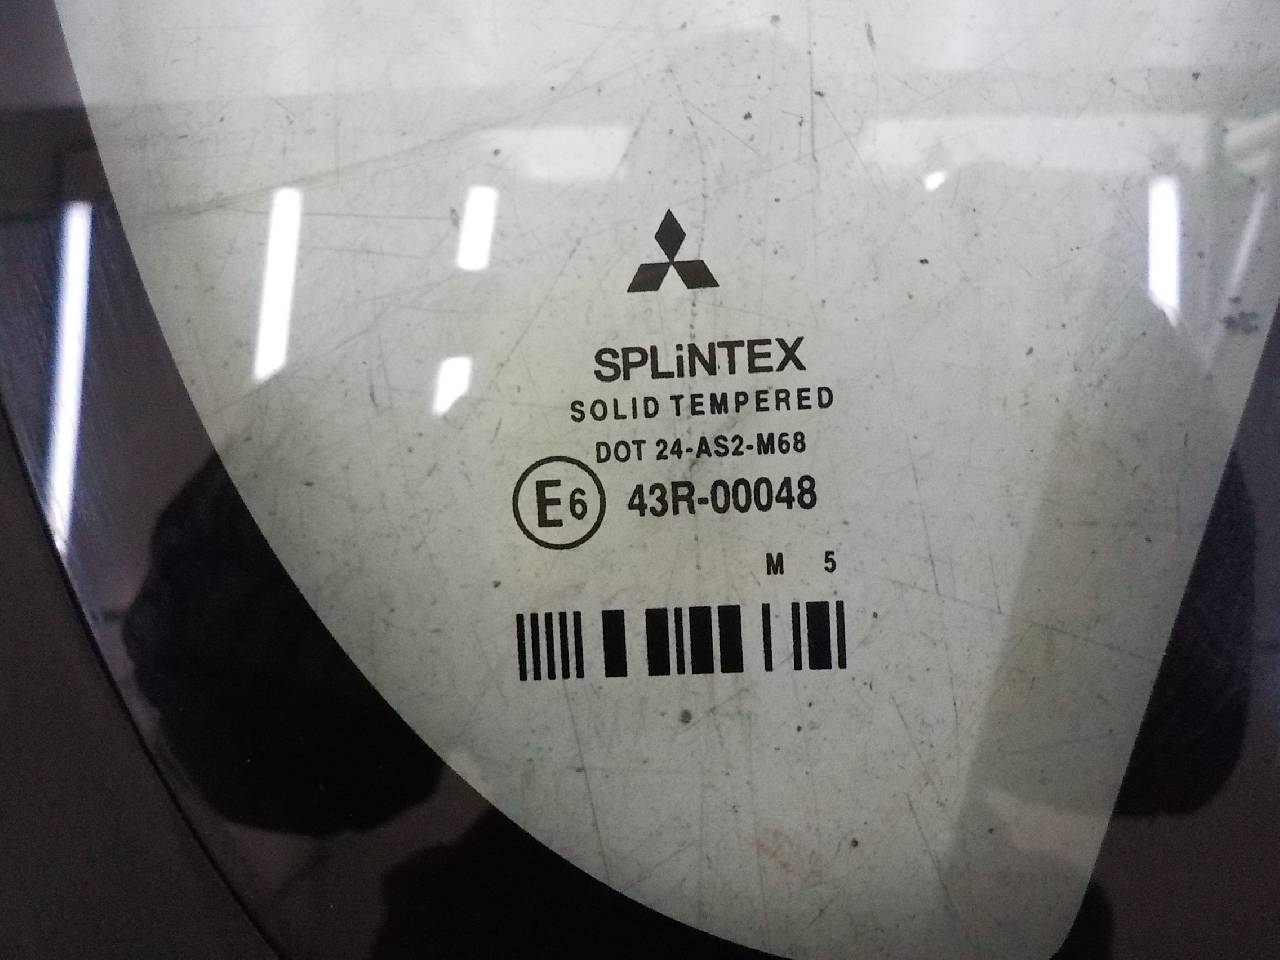 SPLiNTEX
SOLID TEMPERED
DOT 24-AS2-M68
E6 43R-00048
M 5